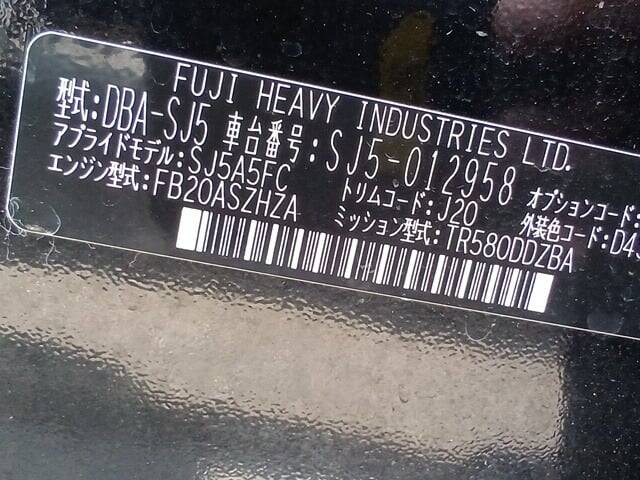 FUJI HEAVY INDUSTRIES LTD.
型式:DBA-SJ5 車台番号:SJ5-012958
アプライドモデル:SJ5A5FC トリムコード:J20 オプションコード:
エンジン型式:FB20ASZHZA ミッション型式:TR580DDZBA 外装色コード:D4